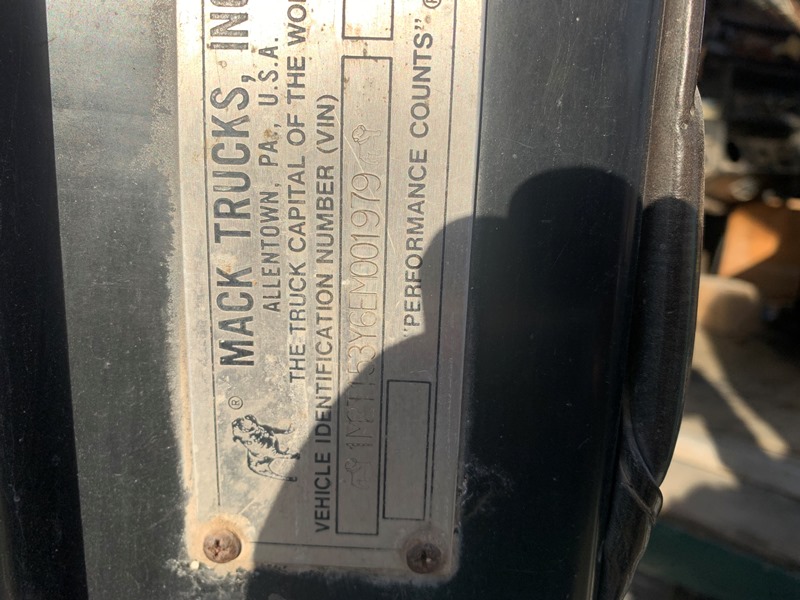 MACK TRUCKS, INC
ALLENTOWN, PA., U.S.A.
THE TRUCK CAPITAL OF THE WO
VEHICLE IDENTIFICATION NUMBER (VIN)
"PERFORMANCE COUNTS" ®
®